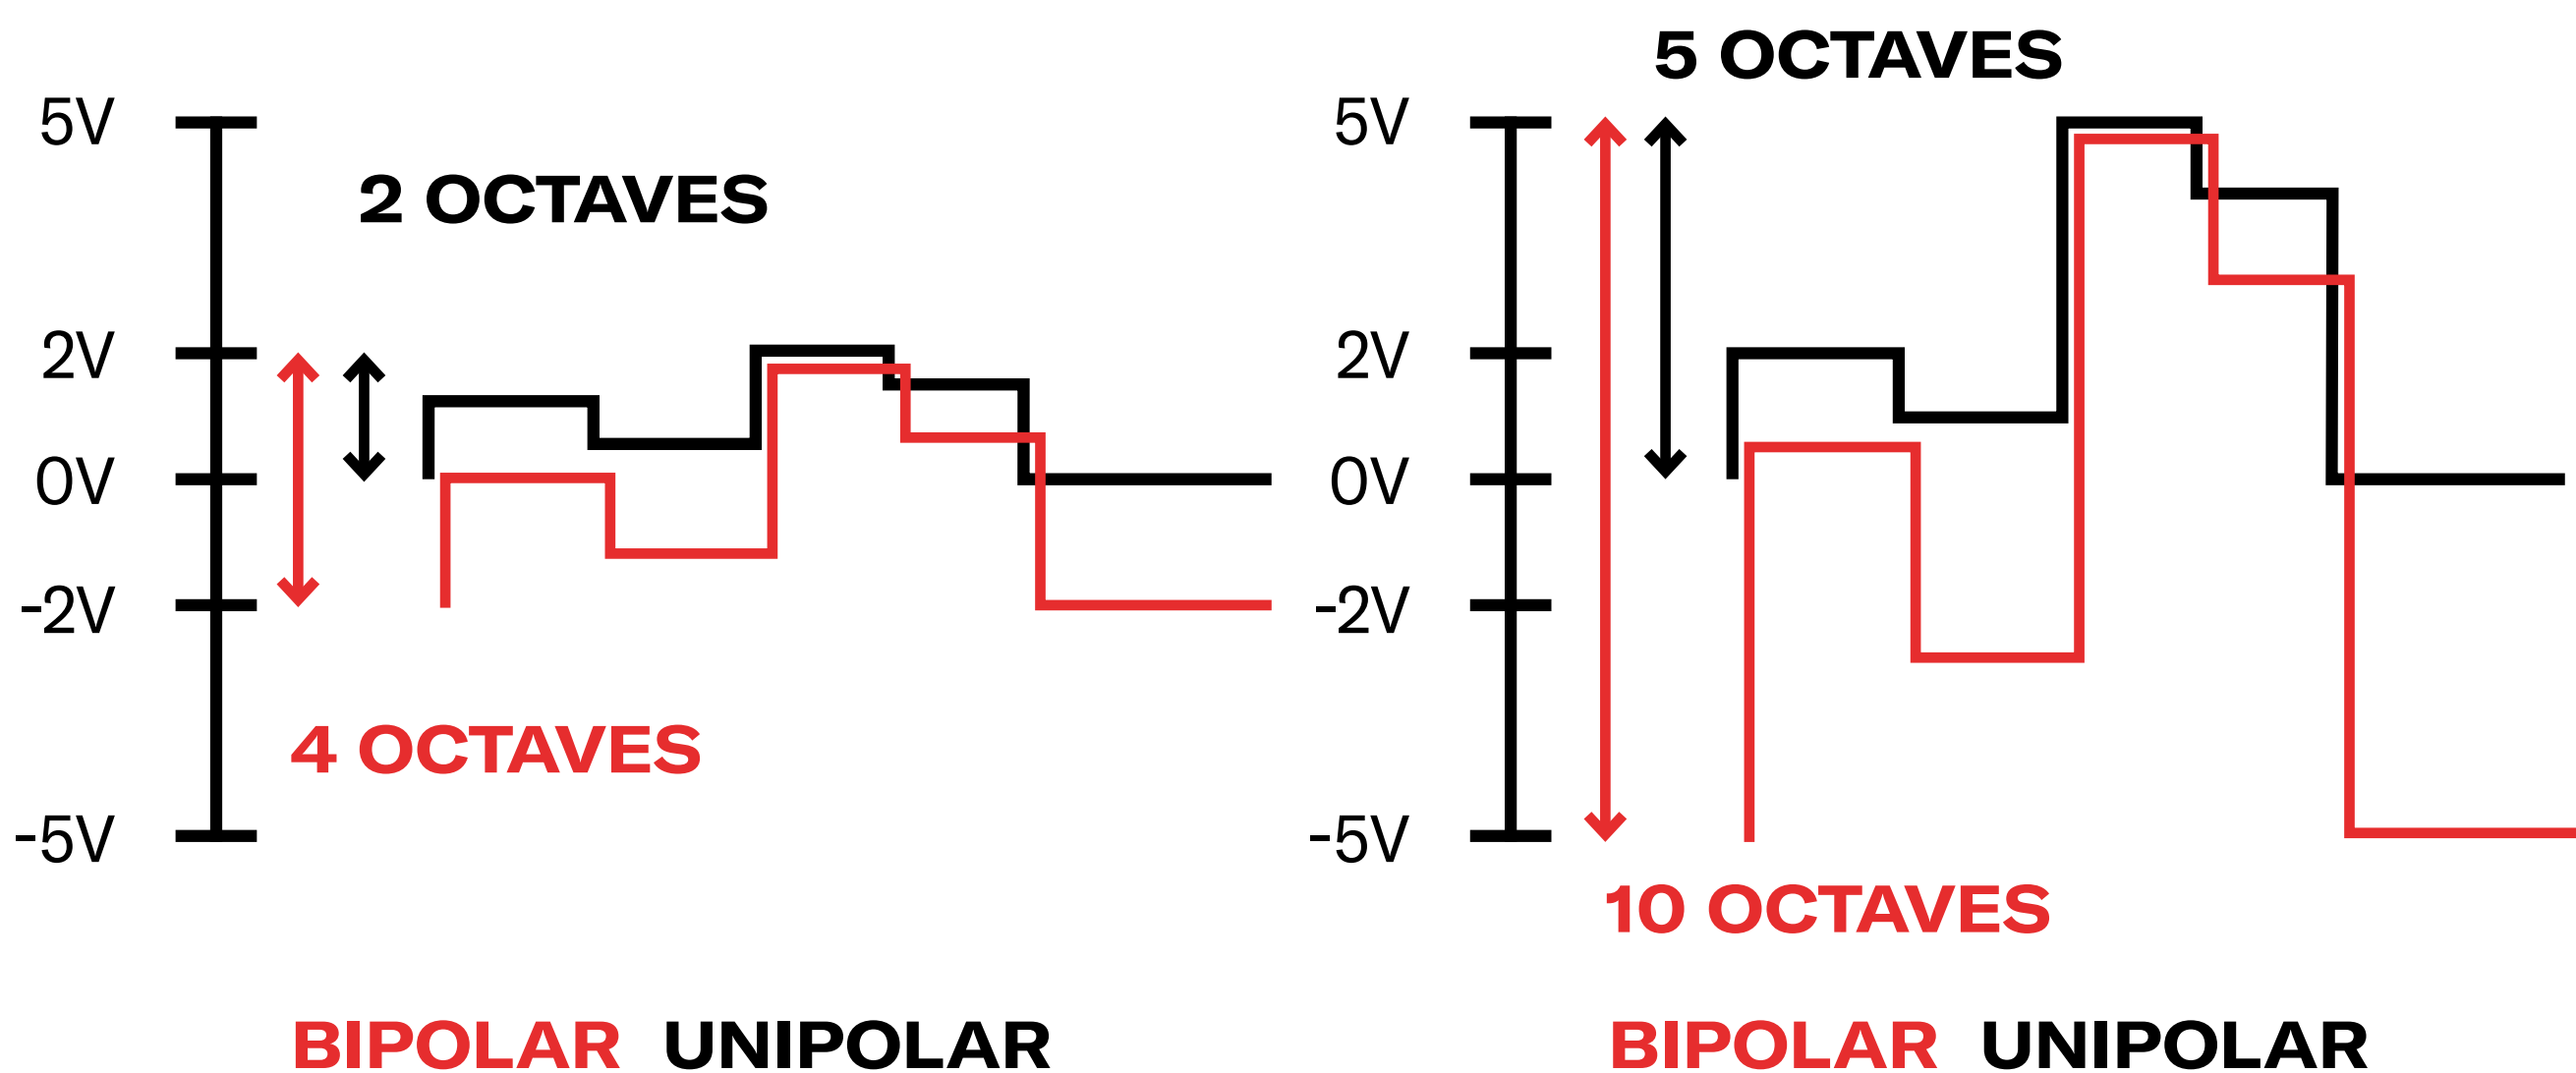 5V
2 OCTAVES
2V
0V
-2V
4 OCTAVES
-5V
BIPOLAR UNIPOLAR
5 OCTAVES
5V
2V
0V
-2V
-5V
10 OCTAVES
BIPOLAR UNIPOLAR